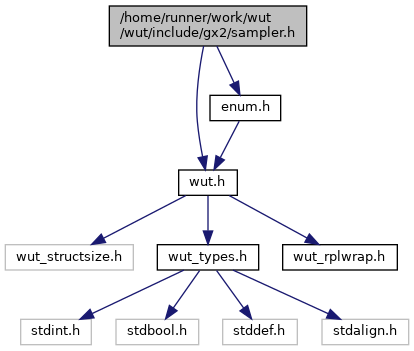 /home/runner/work/wut
/wut/include/gx2/sampler.h
enum.h
wut.h
wut_structsize.h
wut_types.h
wut_rplwrap.h
stdint.h
stdbool.h
stddef.h
stdalign.h